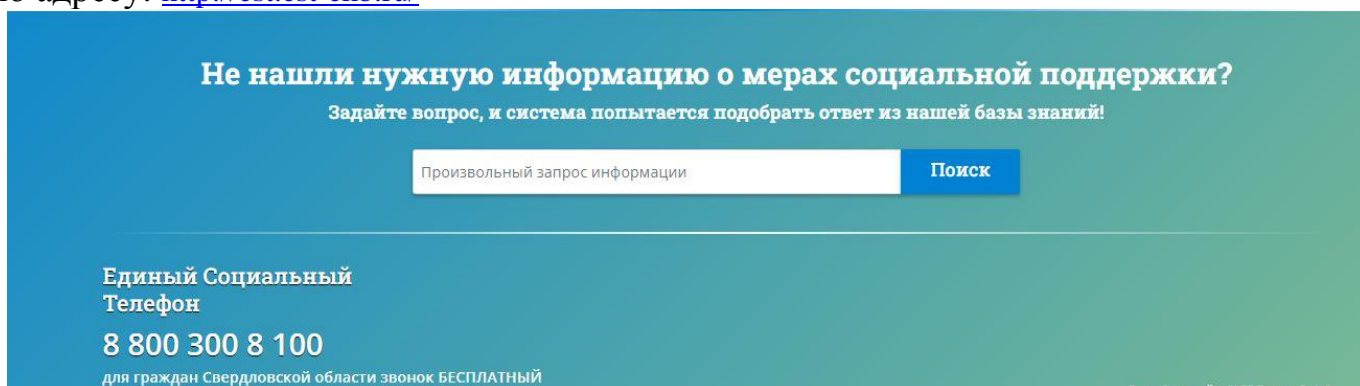 адресу:
Не нашли нужную информацию о мерах социальной поддержки?
Задайте вопрос, и система попытается подобрать ответ из нашей базы знаний!
Произвольный запрос информации
Поиск
Единый Социальный
Телефон
8 800 300 8 100
для граждан Свердловской области звонок БЕСПЛАТНЫЙ